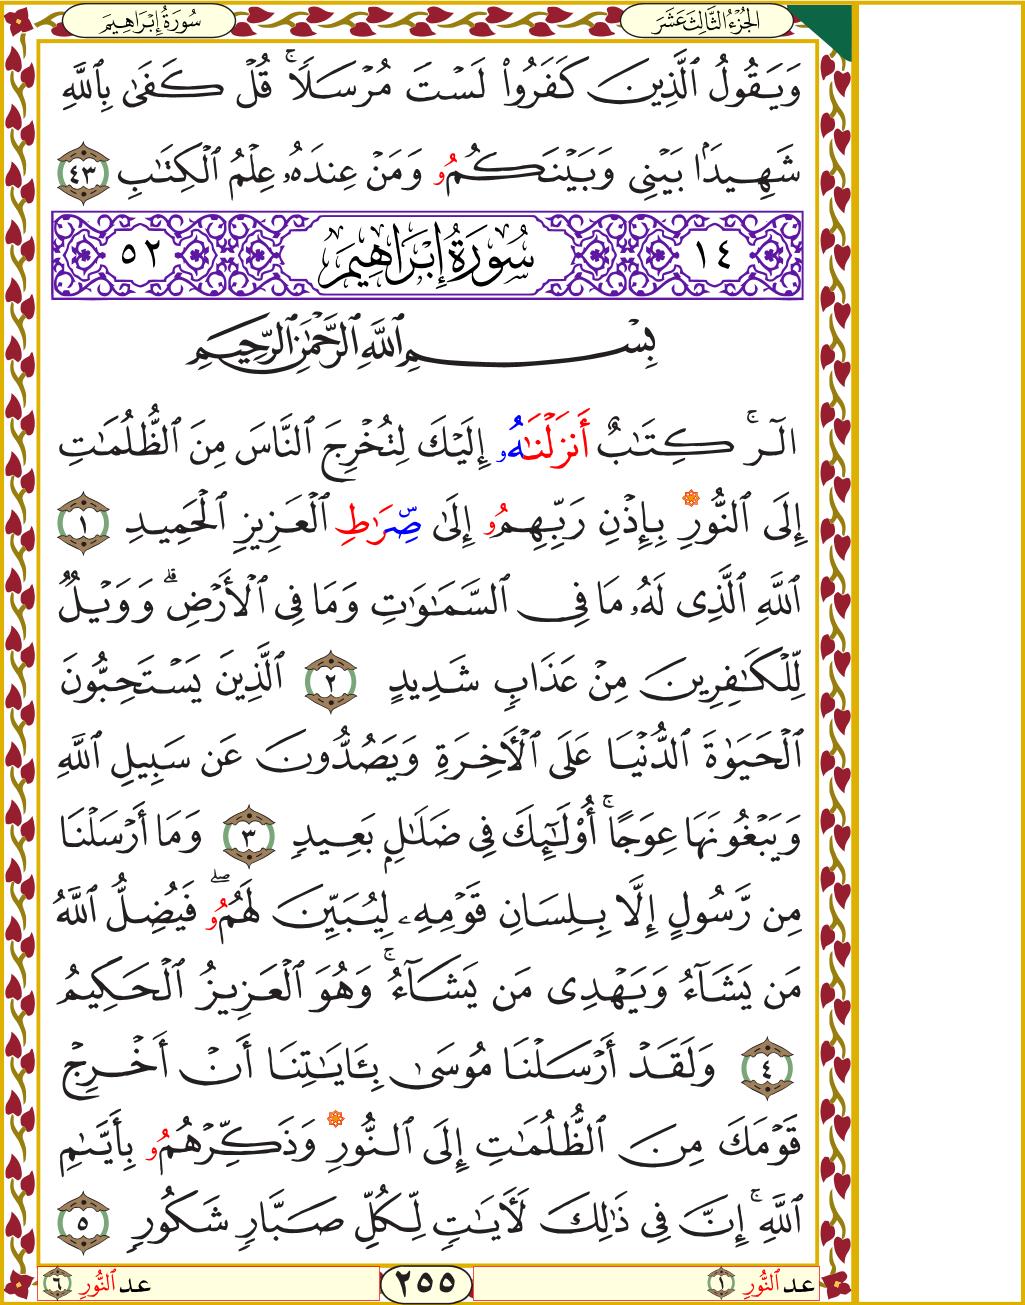 الجُزْءُ الثَّالِثَ عَشَرَ سُورَةُ إِبْرَاهِيمَ
وَيَقُولُ ٱلَّذِينَ كَفَرُواْ لَسْتَ مُرْسَلًاۚ قُلْ كَفَىٰ بِٱللَّهِ
شَهِيدَۢا بَيْنِى وَبَيْنَكُمُۥ وَمَنْ عِندَهُۥ عِلْمُ ٱلْكِتَٰبِ ٤٣
١٤ سُورَةُ إِبْرَاهِيمَ ٥٢
بِسْمِ ٱللَّهِ ٱلرَّحْمَٰنِ ٱلرَّحِيمِ
الٓرۚ كِتَٰبٌ أَنزَلْنَٰهُۥ إِلَيْكَ لِتُخْرِجَ ٱلنَّاسَ مِنَ ٱلظُّلُمَٰتِ
إِلَى ٱلنُّورِ بِإِذْنِ رَبِّهِمُۥ إِلَىٰ صِّرَٰطِ ٱلْعَزِيزِ ٱلْحَمِيدِ ١
ٱللَّهِ ٱلَّذِى لَهُۥ مَا فِى ٱلسَّمَٰوَٰتِ وَمَا فِى ٱلْأَرْضِۗ وَوَيْلٌ
لِّلْكَٰفِرِينَ مِنْ عَذَابٍ شَدِيدٍ ٢ ٱلَّذِينَ يَسْتَحِبُّونَ
ٱلْحَيَوٰةَ ٱلدُّنْيَا عَلَى ٱلْأَخِرَةِ وَيَصُدُّونَ عَن سَبِيلِ ٱللَّهِ
وَيَبْغُونَهَا عِوَجًاۚ أُوْلَٰٓئِكَ فِى ضَلَٰلِۭ بَعِيدٍ ٣ وَمَا أَرْسَلْنَا
مِن رَّسُولٍ إِلَّا بِلِسَانِ قَوْمِهِۦ لِيُبَيِّنَ لَهُمُۥۖ فَيُضِلُّ ٱللَّهُ
مَن يَشَآءُ وَيَهْدِى مَن يَشَآءُۚ وَهُوَ ٱلْعَزِيزُ ٱلْحَكِيمُ
٤ وَلَقَدْ أَرْسَلْنَا مُوسَىٰ بِـَٔايَٰتِنَا أَنْ أَخْرِجْ
قَوْمَكَ مِنَ ٱلظُّلُمَٰتِ إِلَى ٱلنُّورِ وَذَكِّرْهُمُۥ بِأَيَّىٰمِ
ٱللَّهِۚ إِنَّ فِى ذَٰلِكَ لَأَيَٰتٍ لِّكُلِّ صَبَّارٍ شَكُورٍ ٥
عد ٱلنُّورِ ١ ٢٥٥ عد ٱلنُّورِ ٦